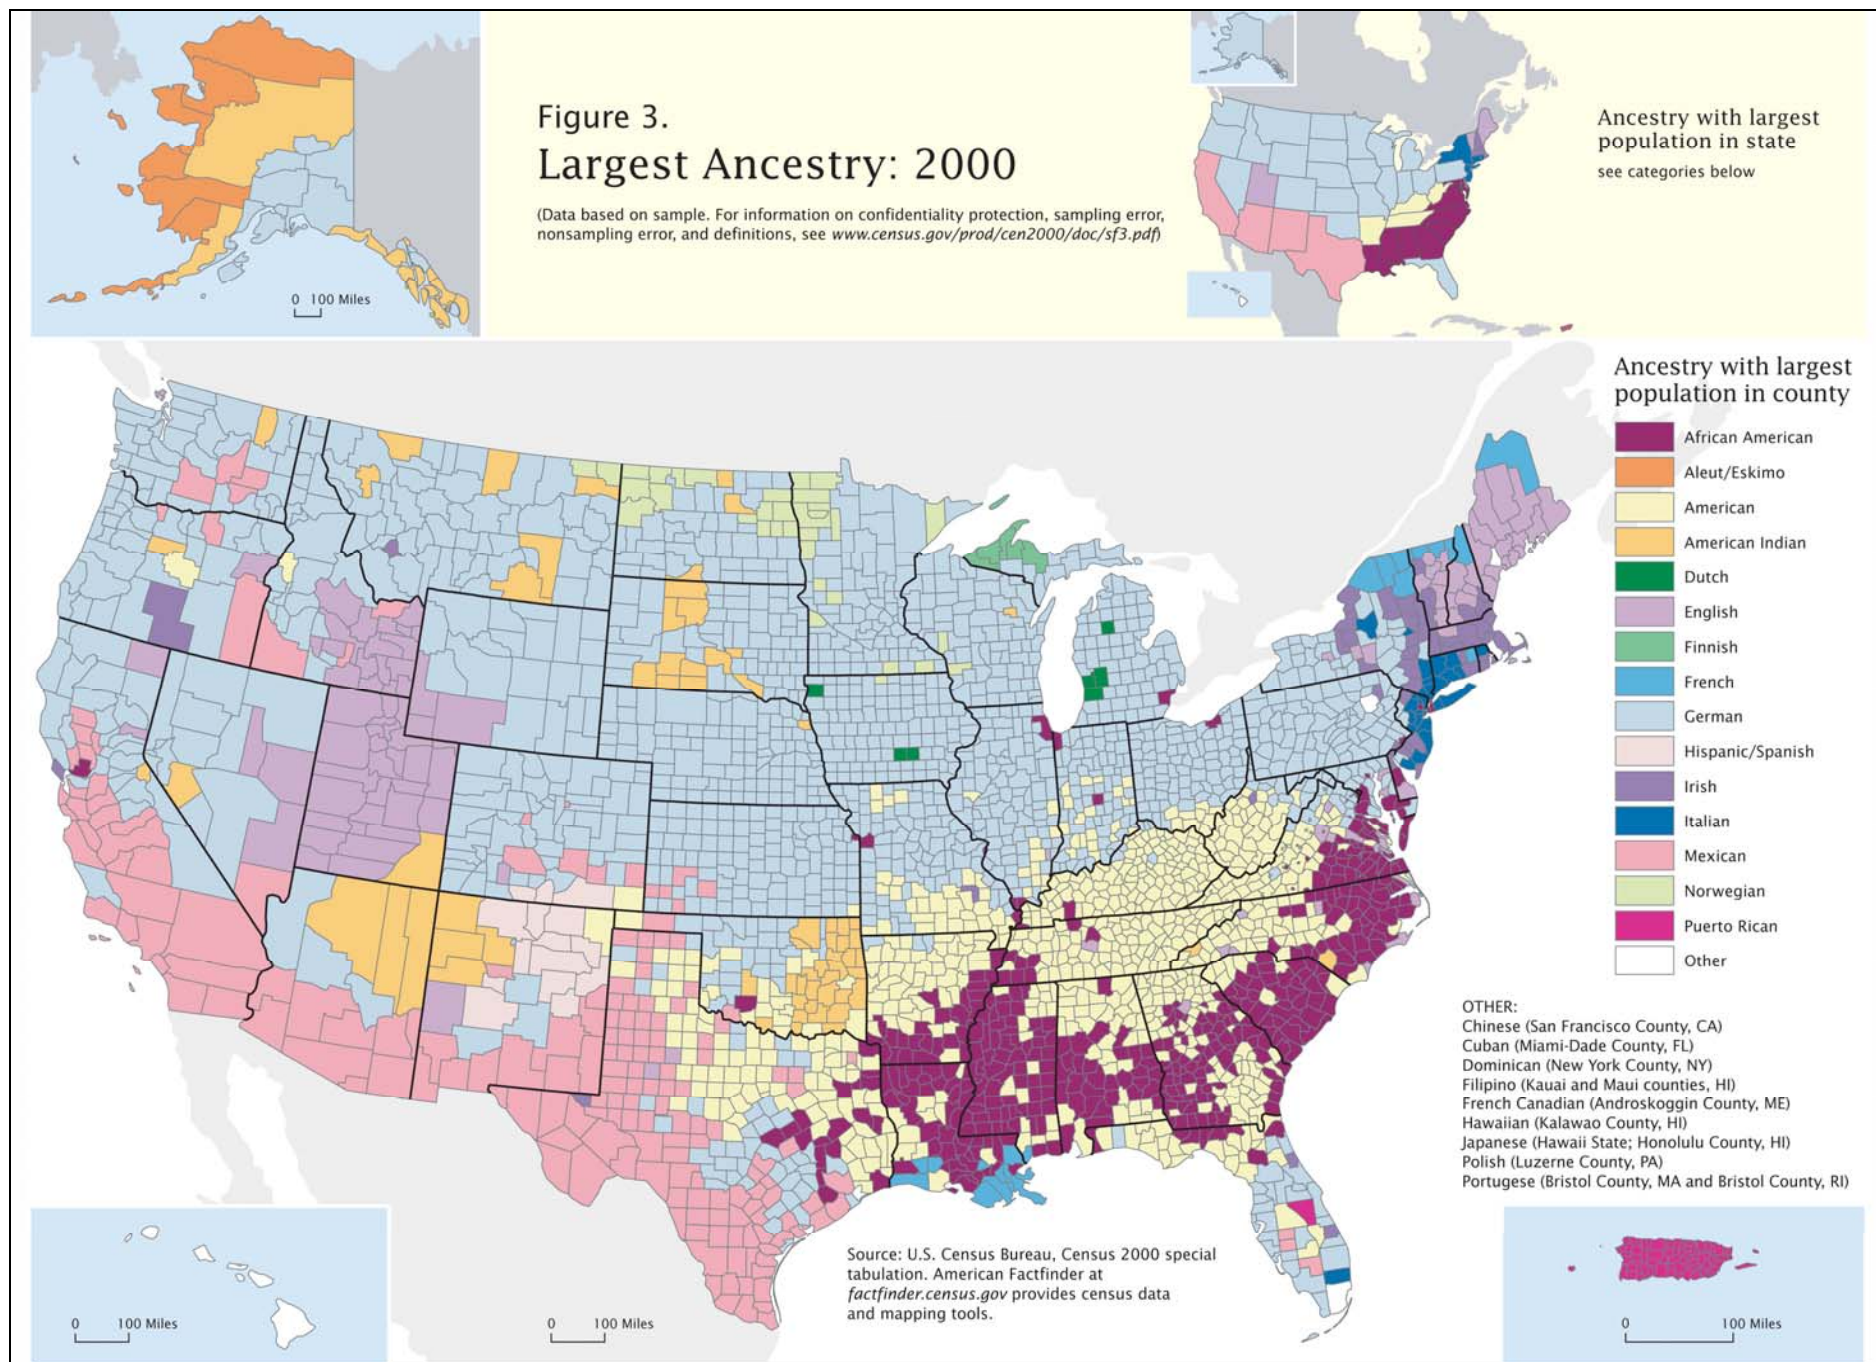 Figure 3.
Largest Ancestry: 2000
(Data based on sample. For information on confidentiality protection, sampling error,
nonsampling error, and definitions, see www.census.gov/prod/cen2000/doc/sf3.pdf)
0 100 Miles
Ancestry with largest
population in state
see categories below
Ancestry with largest
population in county
African American
Aleut/Eskimo
American
American Indian
Dutch
English
Finnish
French
German
Hispanic/Spanish
Irish
Italian
Mexican
Norwegian
Puerto Rican
Other
OTHER:
Chinese (San Francisco County, CA)
Cuban (Miami-Dade County, FL)
Dominican (New York County, NY)
Filipino (Kauai and Maui counties, HI)
French Canadian (Androskoggin County, ME)
Hawaiian (Kalawao County, HI)
Japanese (Hawaii State; Honolulu County, HI)
Polish (Luzerne County, PA)
Portugese (Bristol County, MA and Bristol County, RI)
Source: U.S. Census Bureau, Census 2000 special
tabulation. American Factfinder at
factfinder.census.gov provides census data
and mapping tools.
0 100 Miles
0 100 Miles
0 100 Miles